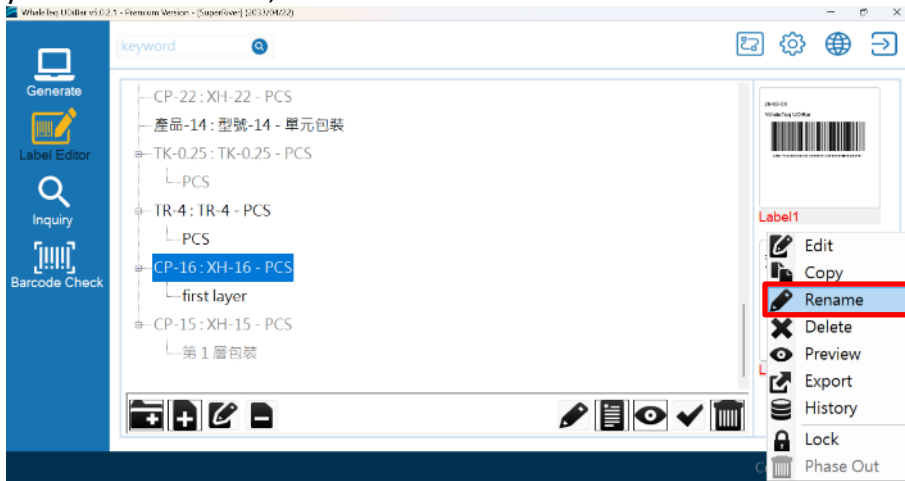 WhaleTeq UDIBar v5.0.2.1 - Premium Version - [SuperRiver] (2033/04/22)
keyword
Generate
Label Editor
Inquiry
Barcode Check
CP-22 : XH-22 - PCS
產品-14 : 型號-14 - 單元包裝
TK-0.25 : TK-0.25 - PCS
PCS
TR-4 : TR-4 - PCS
PCS
CP-16 : XH-16 - PCS
first layer
CP-15 : XH-15 - PCS
第 1 層包裝
WhaleTeq UDIBar
Label1
Edit
Copy
Rename
Delete
Preview
Export
History
Lock
Phase Out